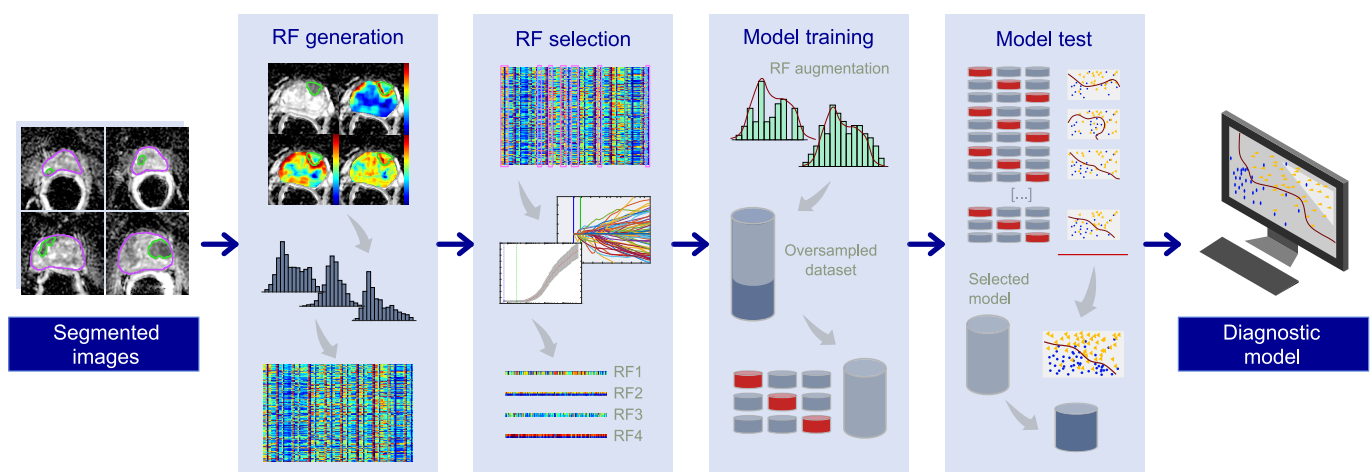 Segmented
images
RF generation
RF selection
RF1
RF2
RF3
RF4
Model training
RF augmentation
Oversampled
dataset
Model test
[...]
Selected
model
Diagnostic
model